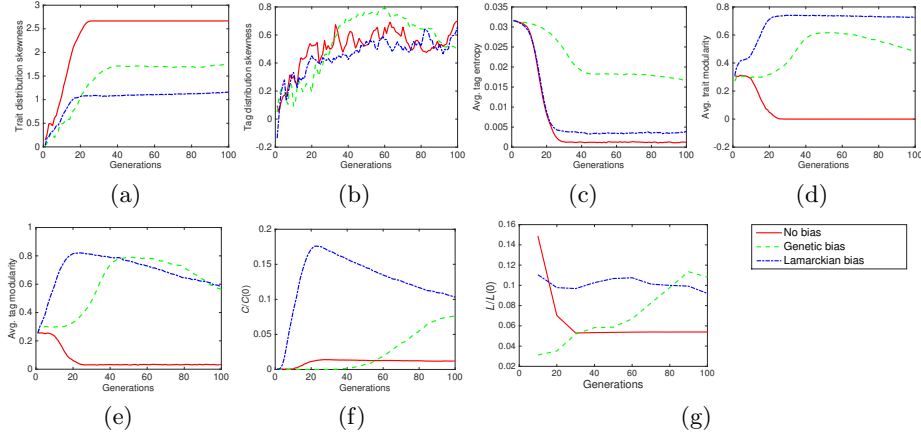 Trait distribution skewness
3
2.5
2
1.5
1
0.5
0
0 20 40 60 80 100
Generations
(a)
Tag distribution skewness
0.8
0.6
0.4
0.2
0
-0.2
0 20 40 60 80 100
Generations
(b)
Avg. tag entropy
0.035
0.03
0.025
0.02
0.015
0.01
0.005
0
0 20 40 60 80 100
Generations
(c)
Avg. trait modularity
0.8
0.6
0.4
0.2
0
-0.2
0 20 40 60 80 100
Generations
(d)
Avg. tag modularity
1
0.8
0.6
0.4
0.2
0
0 20 40 60 80 100
Generations
(e)
C/C(0)
0.2
0.15
0.1
0.05
0
0 20 40 60 80 100
Generations
(f)
L/L(0)
0.16
0.14
0.12
0.1
0.08
0.06
0.04
0.02
0 20 40 60 80 100
Generations
(g)
No bias
Genetic bias
Lamarckian bias